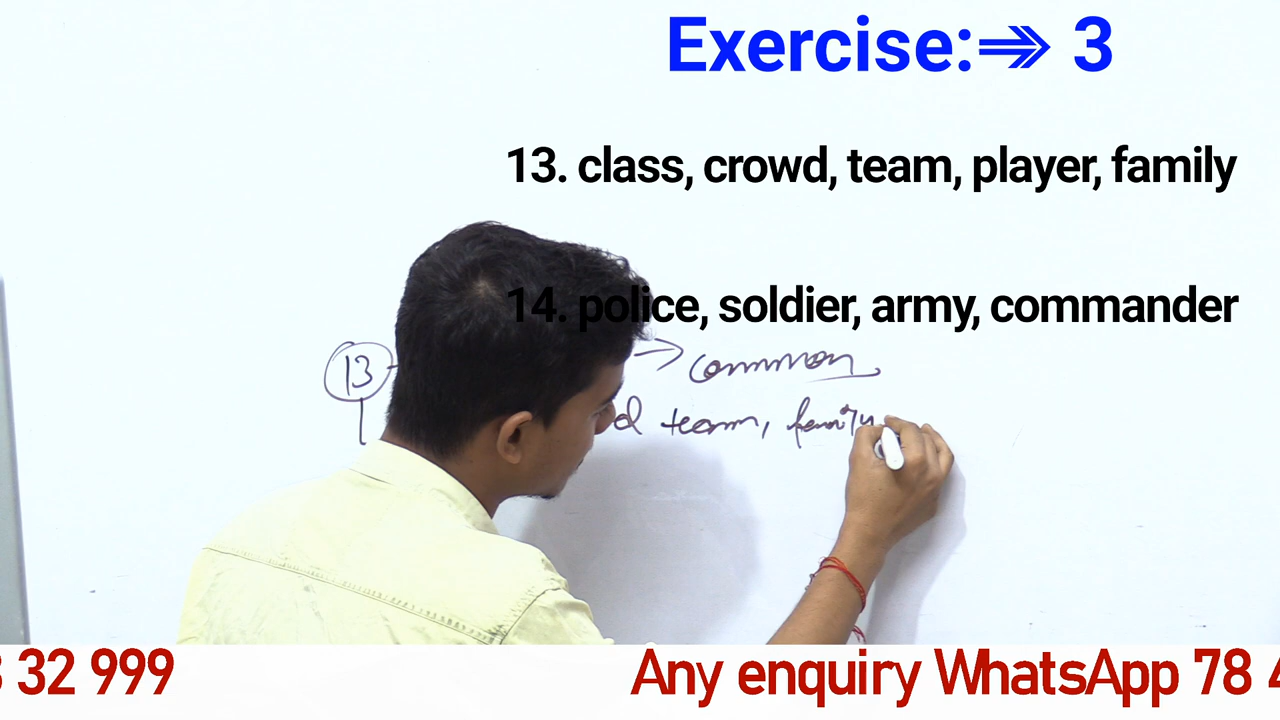 Exercise:⇒ 3
13. class, crowd, team, player, family
14. police, soldier, army, commander
13 → common
d team, family
32 999 Any enquiry WhatsApp 78